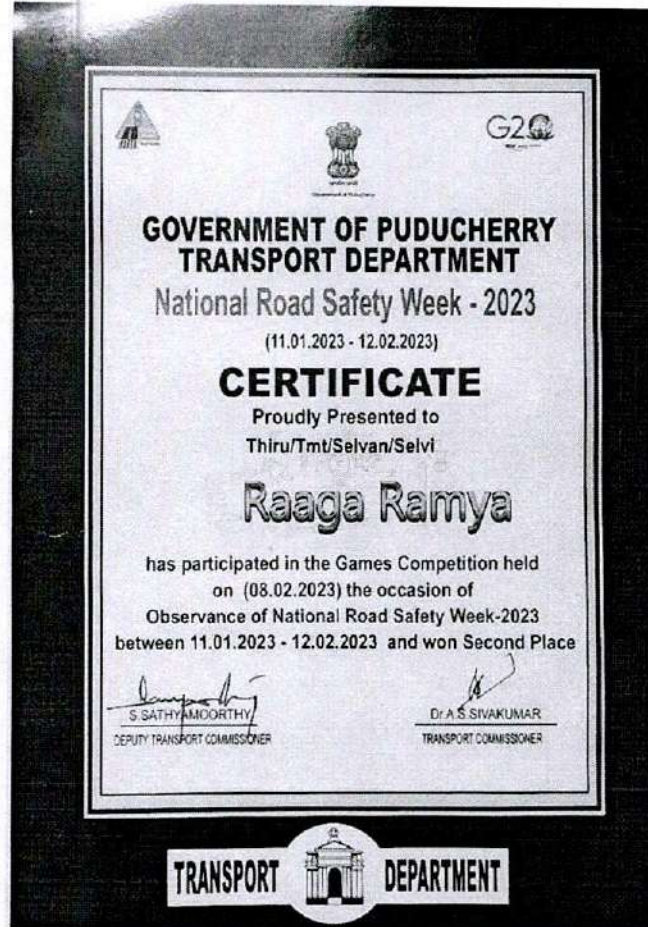 G20
Government of Puducherry
GOVERNMENT OF PUDUCHERRY
TRANSPORT DEPARTMENT
National Road Safety Week - 2023
(11.01.2023 - 12.02.2023)
CERTIFICATE
Proudly Presented to
Thiru/Tmt/Selvan/Selvi
Raaga Ramya
has participated in the Games Competition held
on (08.02.2023) the occasion of
Observance of National Road Safety Week-2023
between 11.01.2023 - 12.02.2023 and won Second Place
S.SATHYAMOORTHY
DEPUTY TRANSPORT COMMISSIONER
Dr.A.S.SIVAKUMAR
TRANSPORT COMMISSIONER
TRANSPORT DEPARTMENT